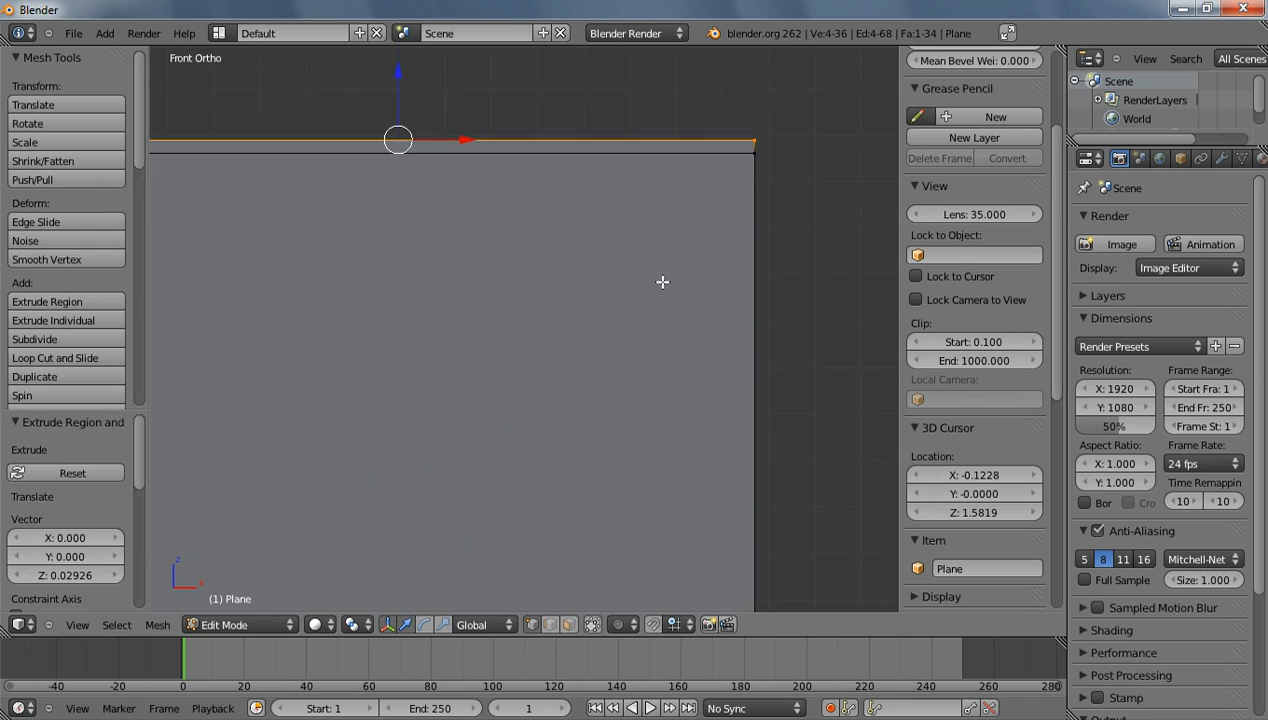 Blender
File Add Render Help Default Scene Blender Render blender.org 262 | Ve:4-36 | Ed:4-68 | Fa:1-34 | Plane
Mesh Tools
Transform:
Translate
Rotate
Scale
Shrink/Fatten
Push/Pull
Deform:
Edge Slide
Noise
Smooth Vertex
Add:
Extrude Region
Extrude Individual
Subdivide
Loop Cut and Slide
Duplicate
Spin
Extrude Region and
Extrude
Reset
Translate
Vector
X: 0.000
Y: 0.000
Z: 0.02926
Constraint Axis
Front Ortho
z
x
(1) Plane
Mean Bevel Wei: 0.000
Grease Pencil
New
New Layer
Delete Frame Convert
View
Lens: 35.000
Lock to Object:
Lock to Cursor
Lock Camera to View
Clip:
Start: 0.100
End: 1000.000
Local Camera:
3D Cursor
Location:
X: -0.1228
Y: -0.0000
Z: 1.5819
Item
Plane
Display
View Search All Scenes
Scene
RenderLayers
World
Scene
Render
Image Animation
Display: Image Editor
Layers
Dimensions
Render Presets
Resolution: Frame Range:
X: 1920 Start Fra: 1
Y: 1080 End Fr: 250
50% Frame St: 1
Aspect Ratio: Frame Rate:
X: 1.000 24 fps
Y: 1.000 Time Remappin
Bor Cro 10 10
Anti-Aliasing
5 8 11 16 Mitchell-Net
Full Sample Size: 1.000
Sampled Motion Blur
Shading
Performance
Post Processing
Stamp
View Select Mesh Edit Mode Global
-40 -20 0 20 40 60 80 100 120 140 160 180 200 220 240 260 280
View Marker Frame Playback Start: 1 End: 250 1 No Sync